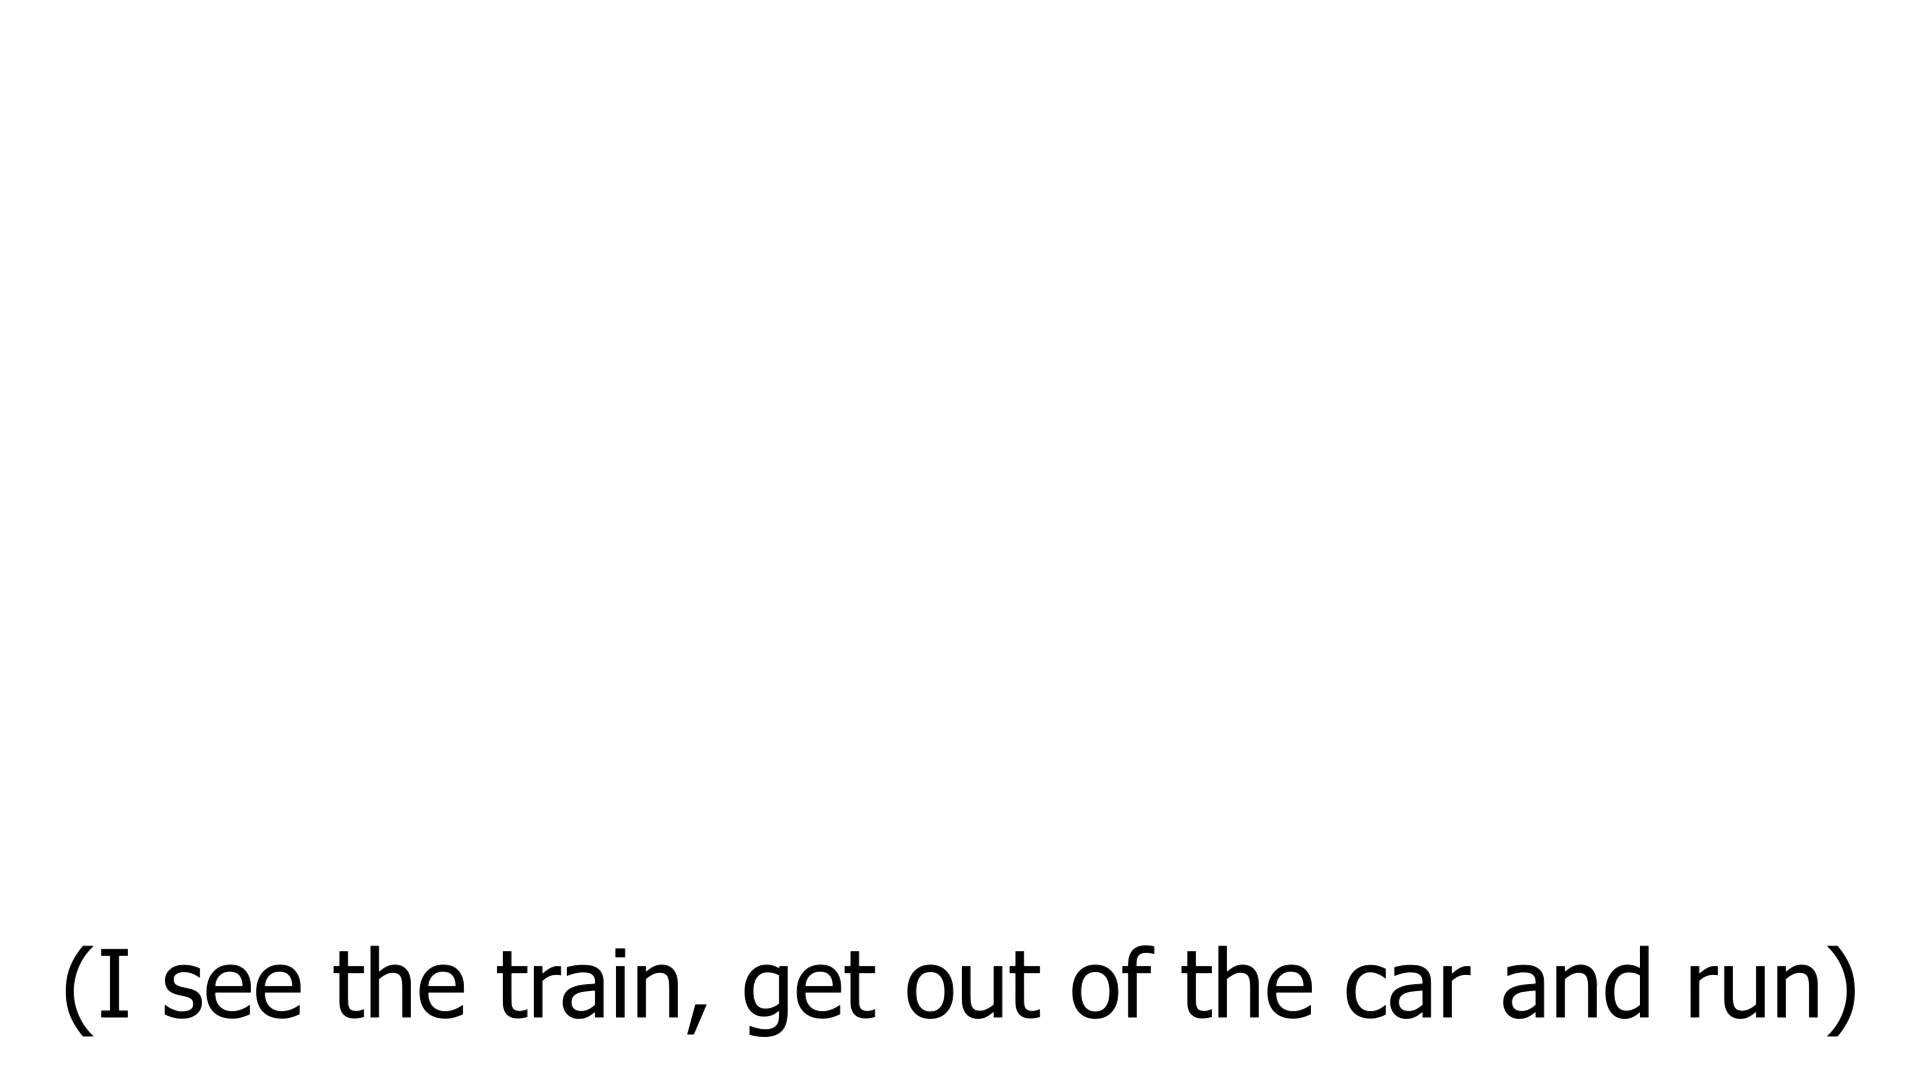 (I see the train, get out of the car and run)